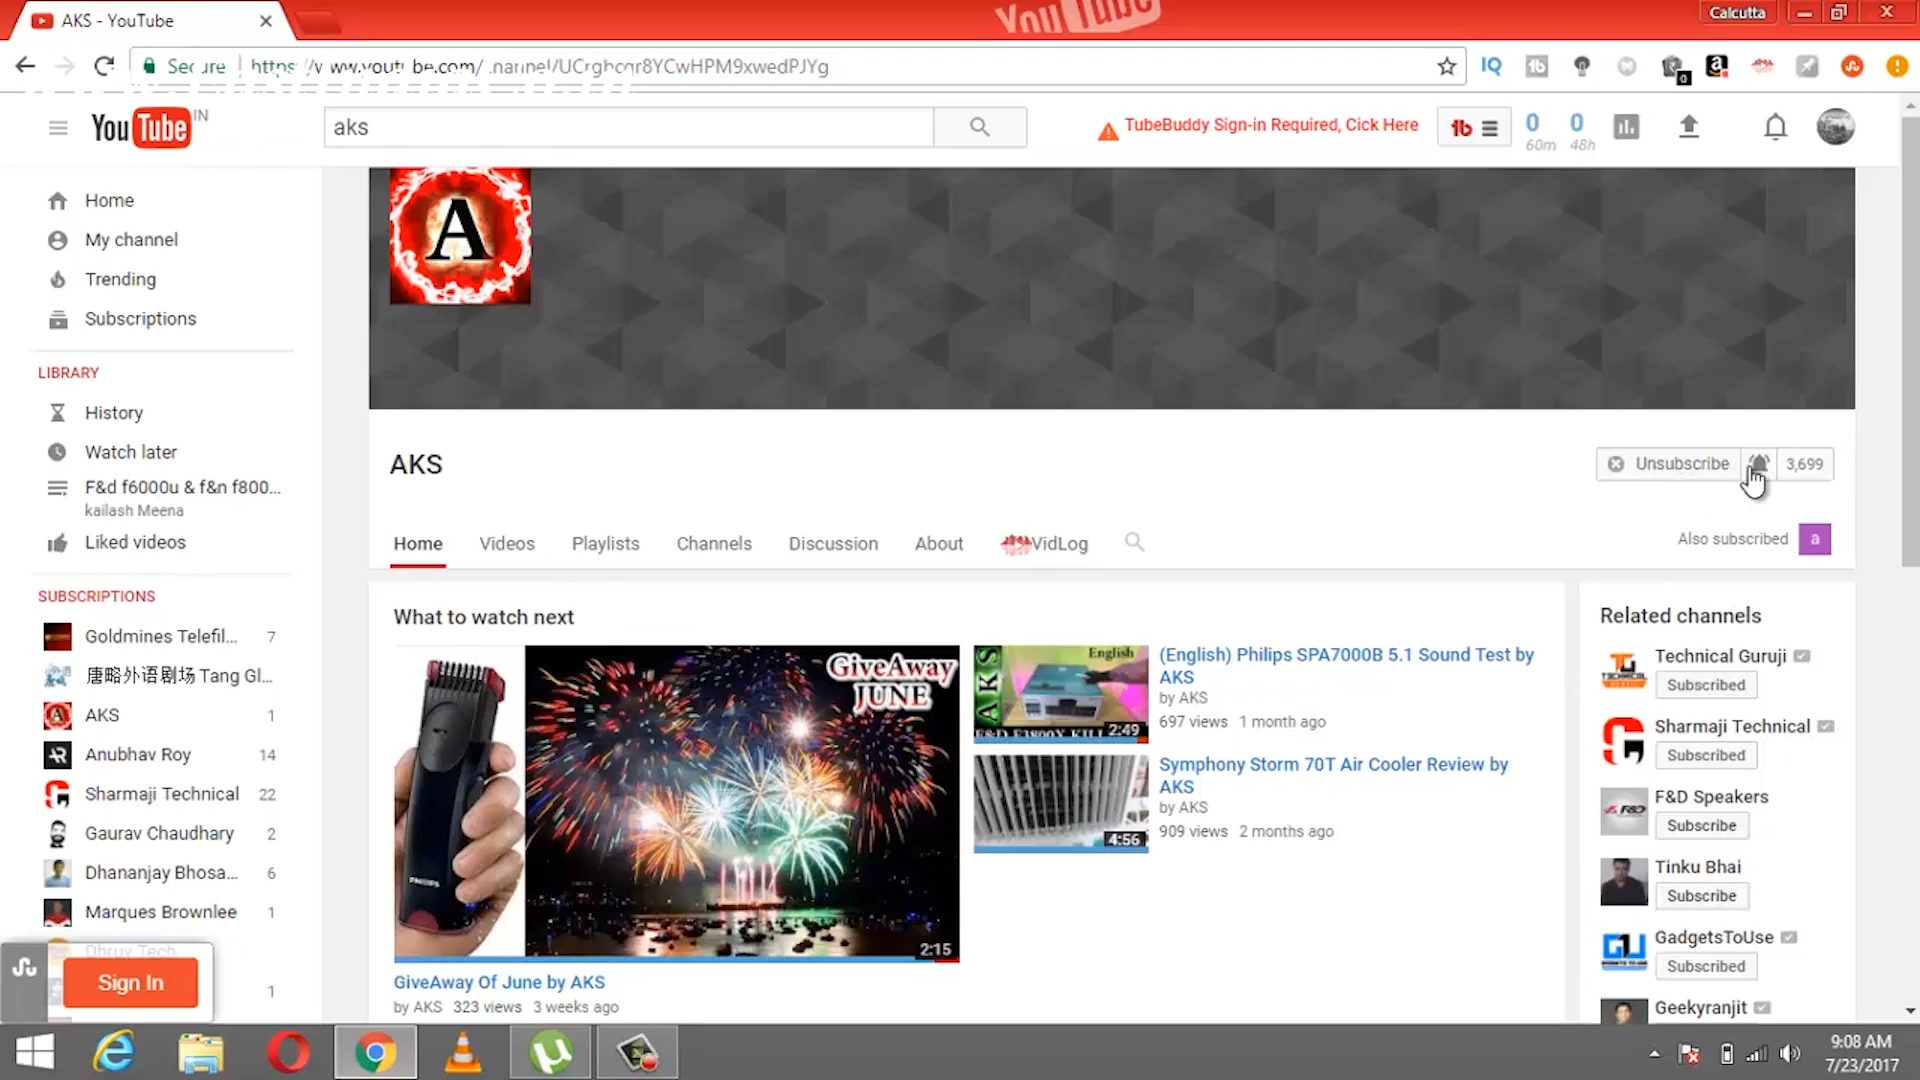 AKS - YouTube
YouTube
Calcutta
Secure
IQ
0
YouTube IN
aks
TubeBuddy Sign-in Required, Cick Here
0 60m
0 48h
Home
My channel
Trending
Subscriptions
LIBRARY
History
Watch later
F&d f6000u & f&n f800...
kailash Meena
Liked videos
SUBSCRIPTIONS
Goldmines Telefil... 7
唐略外语剧场 Tang Gl...
AKS 1
Anubhav Roy 14
Sharmaji Technical 22
Gaurav Chaudhary 2
Dhananjay Bhosa... 6
Marques Brownlee 1
Dhruv Tech
1
Sign In
A
AKS
Unsubscribe 3,699
Home Videos Playlists Channels Discussion About VidLog
Also subscribed a
What to watch next
GiveAway
JUNE
PHILIPS
2:15
GiveAway Of June by AKS
by AKS 323 views 3 weeks ago
AKS
English
2:49
(English) Philips SPA7000B 5.1 Sound Test by
AKS
by AKS
697 views 1 month ago
4:56
Symphony Storm 70T Air Cooler Review by
AKS
by AKS
909 views 2 months ago
Related channels
Technical Guruji
Subscribed
Sharmaji Technical
Subscribed
F&D
F&D Speakers
Subscribe
Tinku Bhai
Subscribe
GadgetsToUse
Subscribed
Geekyranjit
9:08 AM
7/23/2017